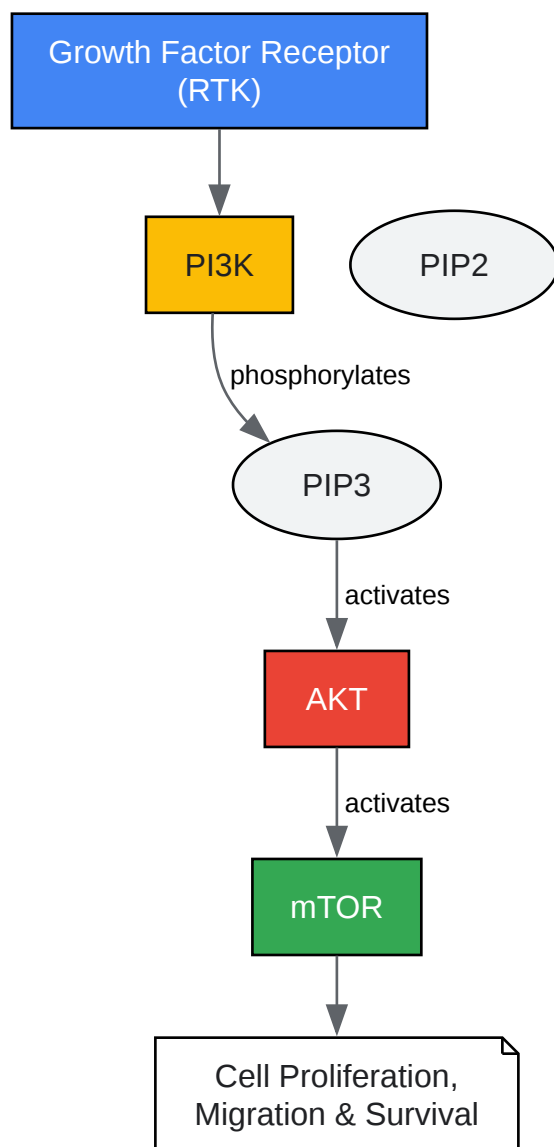 Growth Factor Receptor
(RTK)
PI3K
PIP2
phosphorylates
PIP3
activates
AKT
activates
mTOR
Cell Proliferation,
Migration & Survival